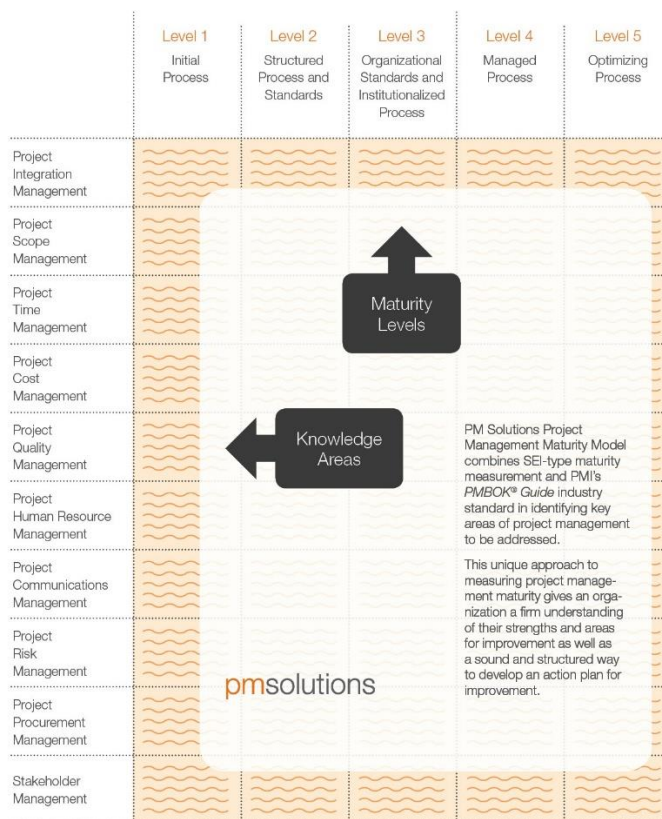 Level 1
Initial
Process
Level 2
Structured
Process and
Standards
Level 3
Organizational
Standards and
Institutionalized
Process
Level 4
Managed
Process
Level 5
Optimizing
Process
Project
Integration
Management
Project
Scope
Management
Project
Time
Management
Project
Cost
Management
Project
Quality
Management
Project
Human Resource
Management
Project
Communications
Management
Project
Risk
Management
Project
Procurement
Management
Stakeholder
Management
Maturity
Levels
Knowledge
Areas
PM Solutions Project
Management Maturity Model
combines SEI-type maturity
measurement and PMI's
PMBOK® Guide industry
standard in identifying key
areas of project management
to be addressed.
This unique approach to
measuring project manage-
ment maturity gives an orga-
nization a firm understanding
of their strengths and areas
for improvement as well as
a sound and structured way
to develop an action plan for
improvement.
pmsolutions